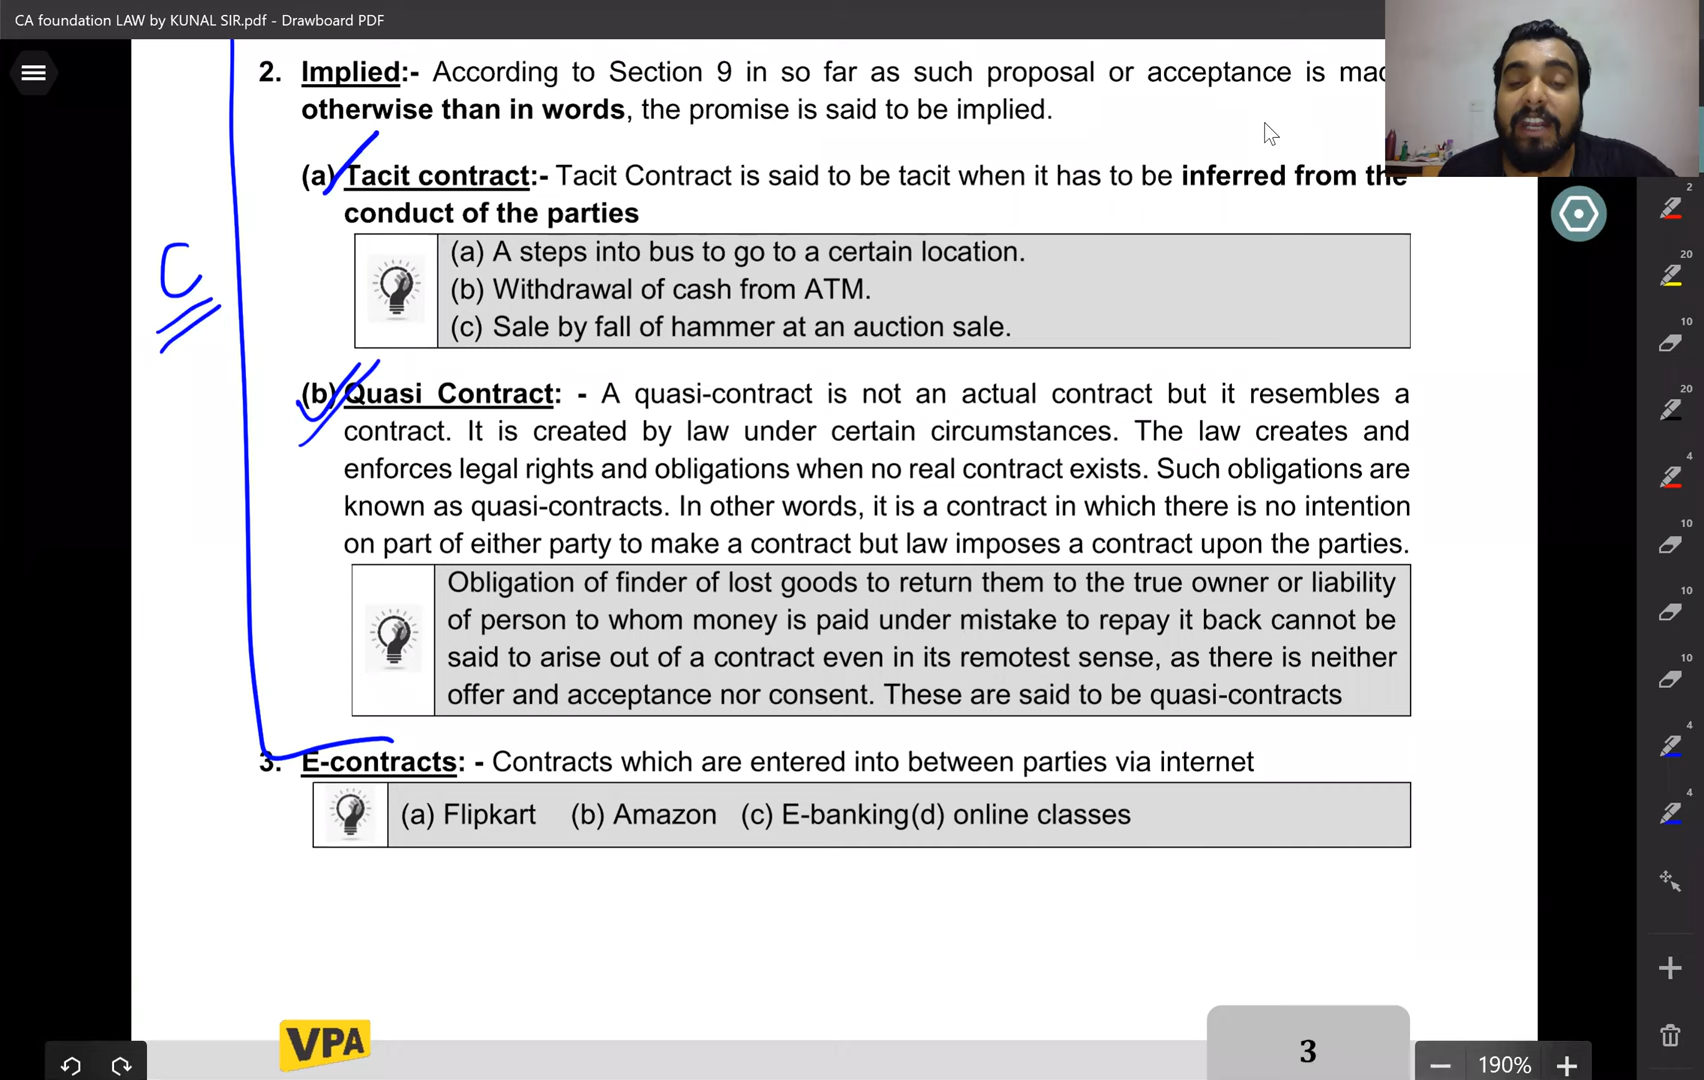 CA foundation LAW by KUNAL SIR.pdf - Drawboard PDF
2. Implied:- According to Section 9 in so far as such proposal or acceptance is
otherwise than in words, the promise is said to be implied.
(a) Tacit contract:- Tacit Contract is said to be tacit when it has to be inferred from the
conduct of the parties
(a) A steps into bus to go to a certain location.
(b) Withdrawal of cash from ATM.
(c) Sale by fall of hammer at an auction sale.
C
(b) Quasi Contract: - A quasi-contract is not an actual contract but it resembles a
contract. It is created by law under certain circumstances. The law creates and
enforces legal rights and obligations when no real contract exists. Such obligations are
known as quasi-contracts. In other words, it is a contract in which there is no intention
on part of either party to make a contract but law imposes a contract upon the parties.
Obligation of finder of lost goods to return them to the true owner or liability
of person to whom money is paid under mistake to repay it back cannot be
said to arise out of a contract even in its remotest sense, as there is neither
offer and acceptance nor consent. These are said to be quasi-contracts
3. E-contracts: - Contracts which are entered into between parties via internet
(a) Flipkart (b) Amazon (c) E-banking(d) online classes
VPA
3
190%
2
20
10
20
4
10
10
10
4
4